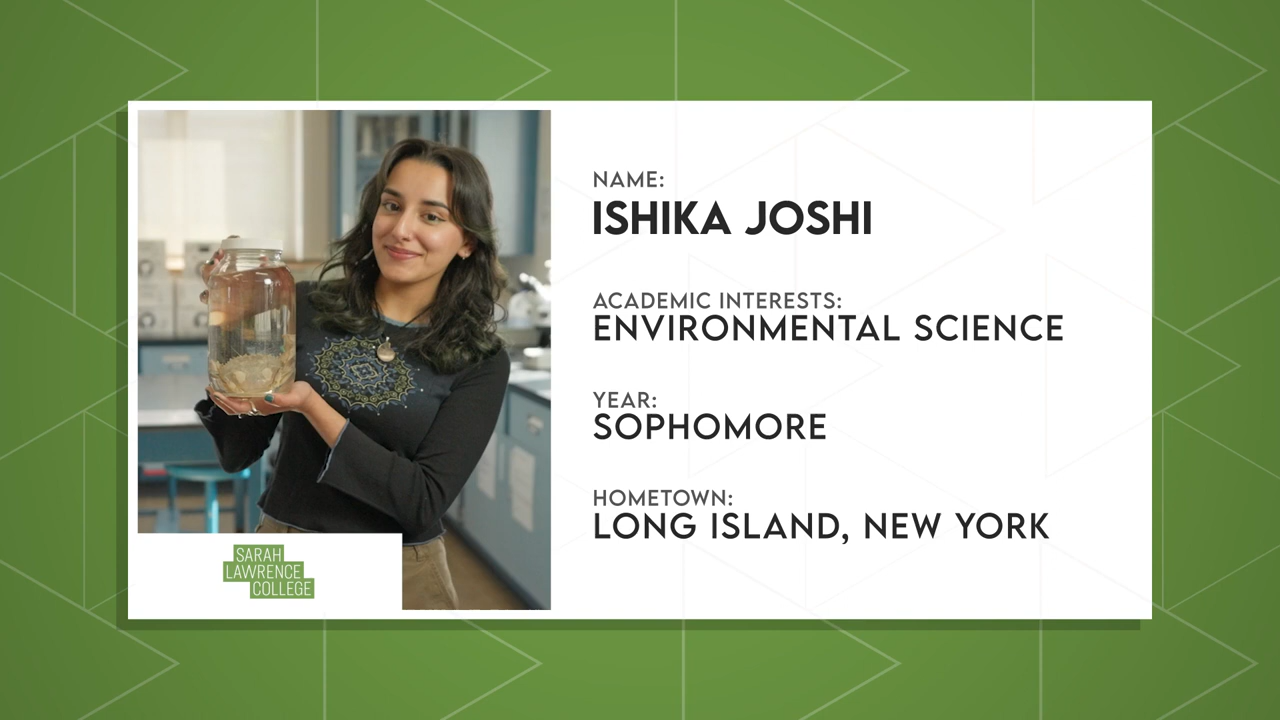 NAME:
ISHIKA JOSHI
ACADEMIC INTERESTS:
ENVIRONMENTAL SCIENCE
YEAR:
SOPHOMORE
HOMETOWN:
LONG ISLAND, NEW YORK
SARAH
LAWRENCE
COLLEGE